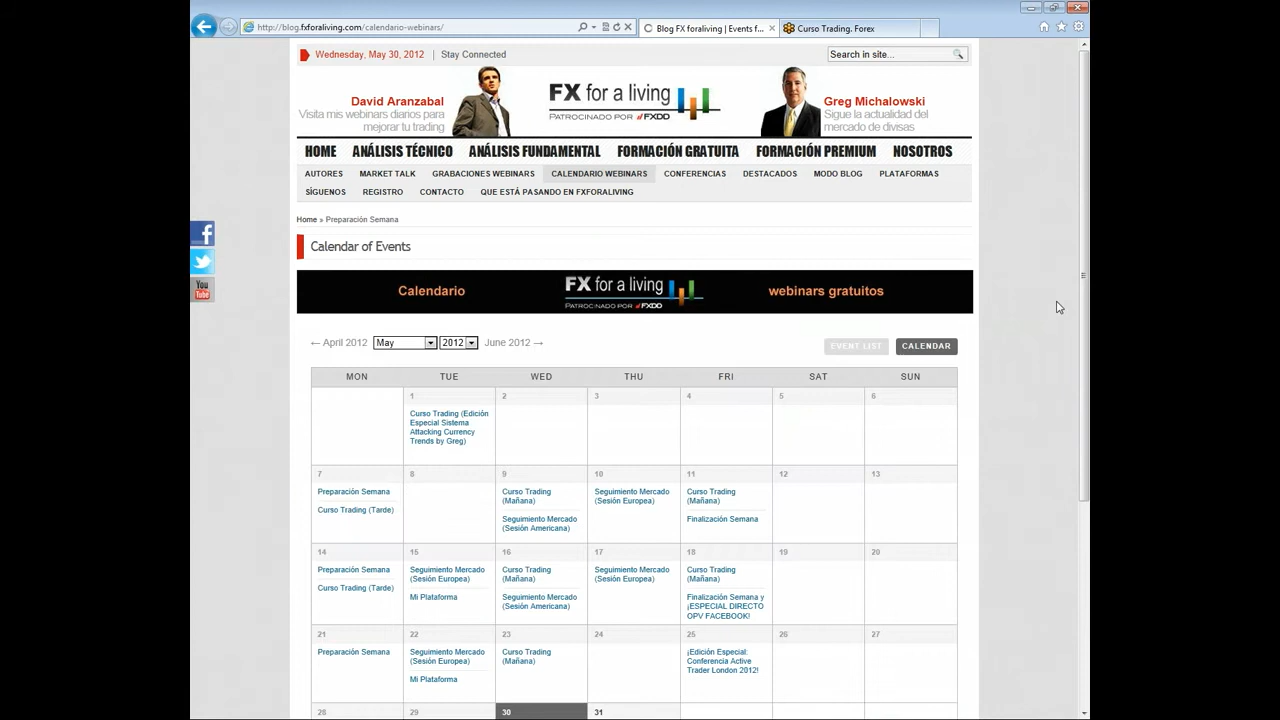 http://blog.fxforaliving.com/calendario-webinars/
Blog FX foraliving | Events f...
Curso Trading. Forex
Wednesday, May 30, 2012 | Stay Connected
Search in site...
David Aranzabal
Visita mis webinars diarios para
mejorar tu trading
FX for a living
PATROCINADO POR FXDD
Greg Michalowski
Sigue la actualidad del
mercado de divisas
HOME ANÁLISIS TÉCNICO ANÁLISIS FUNDAMENTAL FORMACIÓN GRATUITA FORMACIÓN PREMIUM NOSOTROS
AUTORES MARKET TALK GRABACIONES WEBINARS CALENDARIO WEBINARS CONFERENCIAS DESTACADOS MODO BLOG PLATAFORMAS
SÍGUENOS REGISTRO CONTACTO QUE ESTÁ PASANDO EN FXFORALIVING
Home » Preparación Semana
You
Tube
Calendar of Events
Calendario
FX for a living
PATROCINADO POR FXDD
webinars gratuitos
← April 2012 May 2012 June 2012 →
EVENT LIST CALENDAR
MON TUE WED THU FRI SAT SUN
1 2 3 4 5 6
Curso Trading (Edición
Especial Sistema
Attacking Currency
Trends by Greg)
7 8 9 10 11 12 13
Preparación Semana
Curso Trading (Tarde)
Curso Trading
(Mañana)
Seguimiento Mercado
(Sesión Americana)
Seguimiento Mercado
(Sesión Europea)
Curso Trading
(Mañana)
Finalización Semana
14 15 16 17 18 19 20
Preparación Semana
Curso Trading (Tarde)
Seguimiento Mercado
(Sesión Europea)
Mi Plataforma
Curso Trading
(Mañana)
Seguimiento Mercado
(Sesión Americana)
Seguimiento Mercado
(Sesión Europea)
Curso Trading
(Mañana)
Finalización Semana y
¡ESPECIAL DIRECTO
OPV FACEBOOK!
21 22 23 24 25 26 27
Preparación Semana
Seguimiento Mercado
(Sesión Europea)
Mi Plataforma
Curso Trading
(Mañana)
¡Edición Especial:
Conferencia Active
Trader London 2012!
28 29 30 31